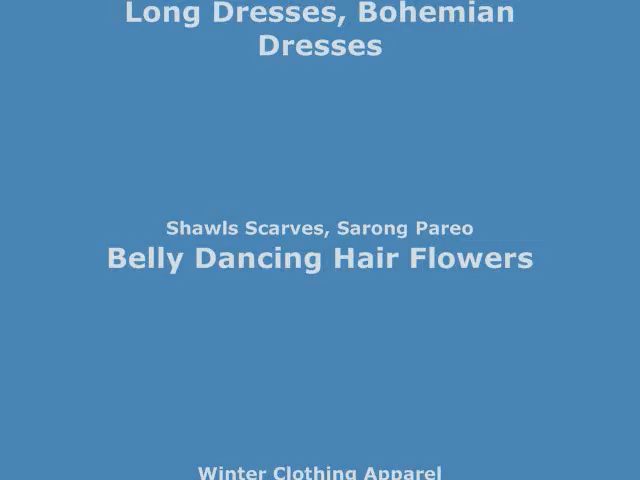 Long Dresses, Bohemian
Dresses
Shawls Scarves, Sarong Pareo
Belly Dancing Hair Flowers
Winter Clothing Apparel